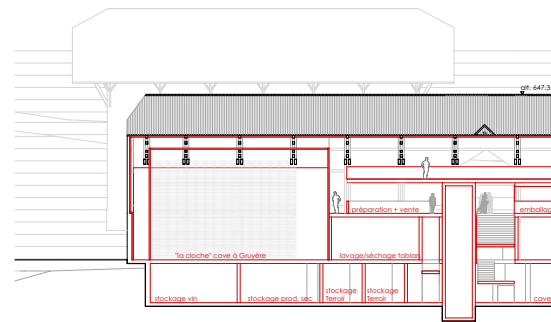 alt. 647.3
préparation + vente
emballag
"la cloche" cave à Gruyère
lavage/séchage tablars
stockage vin
stockage prod. sec
stockage
Terroir
stockage
Terroir
cave